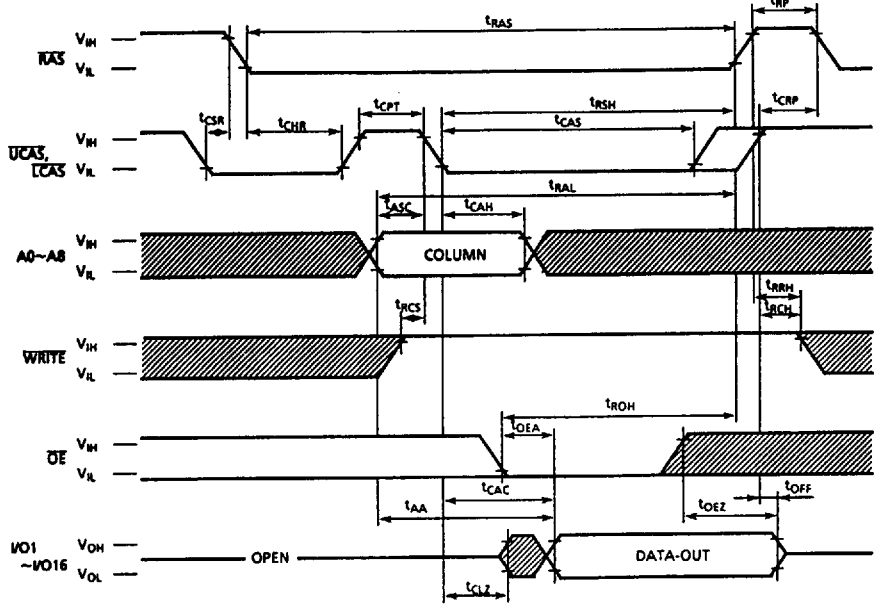 tRAS
tRP
RAS
VIH
VIL
tCSR
tCHR
tCPT
tRSH
tCAS
tCRP
UCAS,
LCAS
VIH
VIL
tRAL
tASC
tCAH
A0~A8
VIH
VIL
COLUMN
tRCS
tRRH
tRCH
WRITE
VIH
VIL
tROH
tOEA
OE
VIH
VIL
tCAC
tAA
tOEZ
tOFF
I/O1
~I/O16
VOH
VOL
OPEN
DATA-OUT
tCLZ